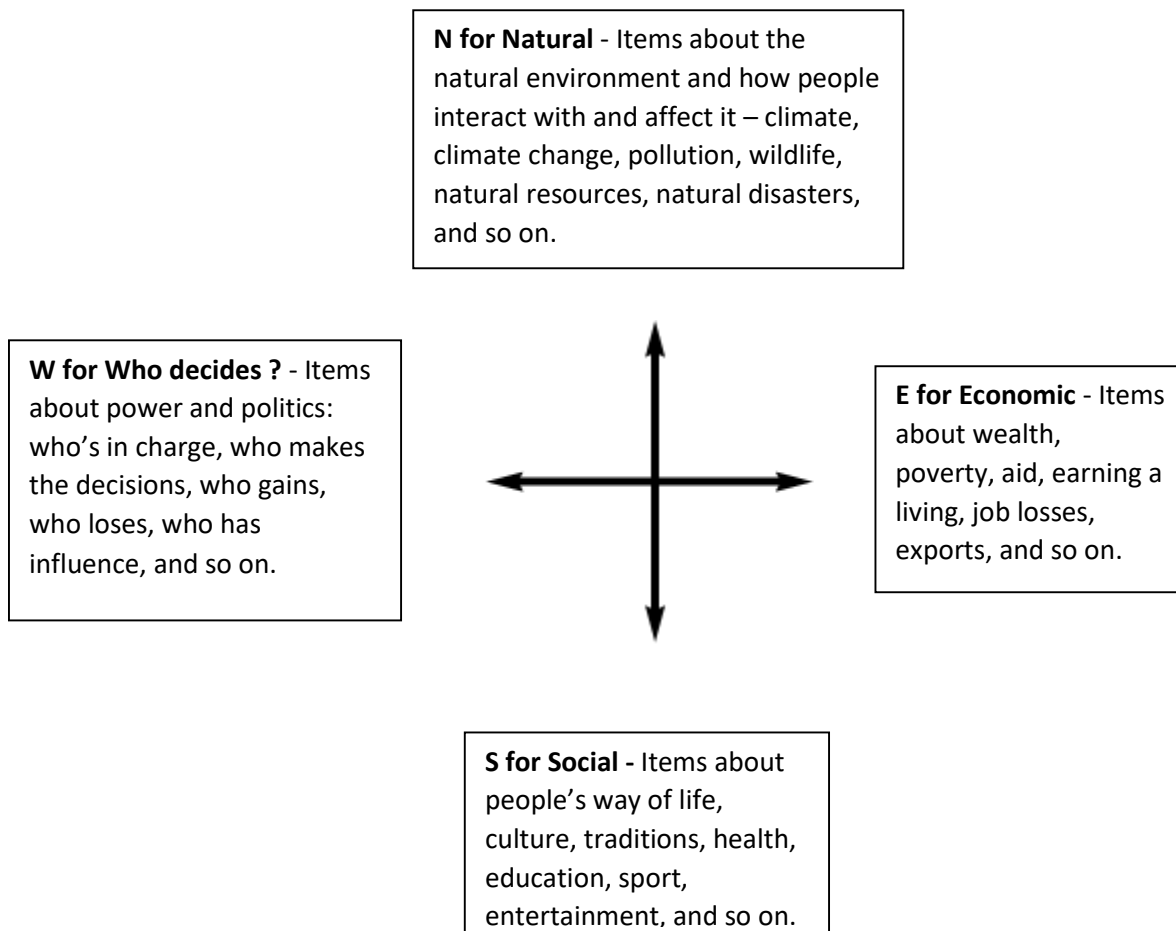 N for Natural - Items about the
natural environment and how people
interact with and affect it – climate,
climate change, pollution, wildlife,
natural resources, natural disasters,
and so on.
W for Who decides ? - Items
about power and politics:
who’s in charge, who makes
the decisions, who gains,
who loses, who has
influence, and so on.
E for Economic - Items
about wealth,
poverty, aid, earning a
living, job losses,
exports, and so on.
S for Social - Items about
people’s way of life,
culture, traditions, health,
education, sport,
entertainment, and so on.